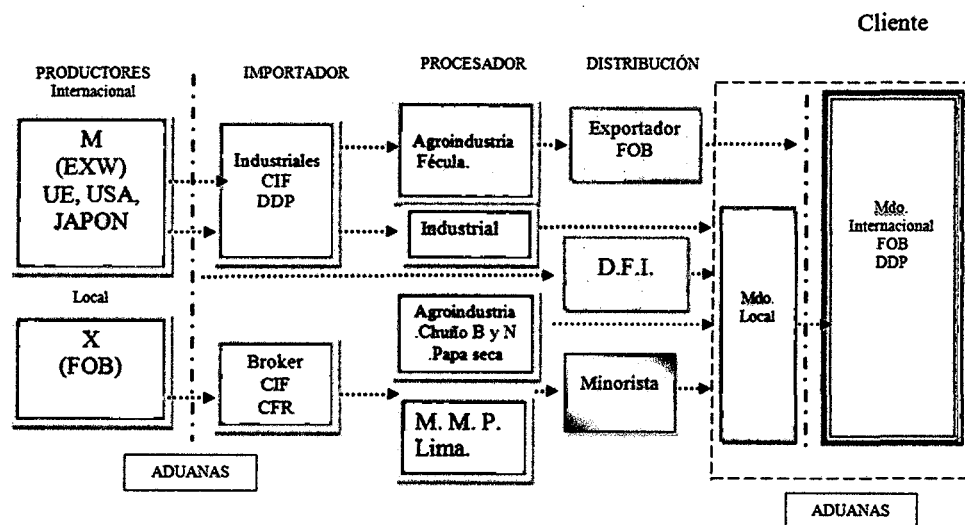 Cliente
PRODUCTORES
Internacional
IMPORTADOR
PROCESADOR
DISTRIBUCIÓN
M
(EXW)
UE, USA,
JAPON
Industriales
CIF
DDP
Agroindustria
Fécula.
Exportador
FOB
Industrial
D.F.I.
Mdo.
Local
Mdo.
Internacional
FOB
DDP
Local
X
(FOB)
Broker
CIF
CFR
Agroindustria
.Chuño B y N
.Papa seca
M. M. P.
Lima.
Minorista
ADUANAS
ADUANAS